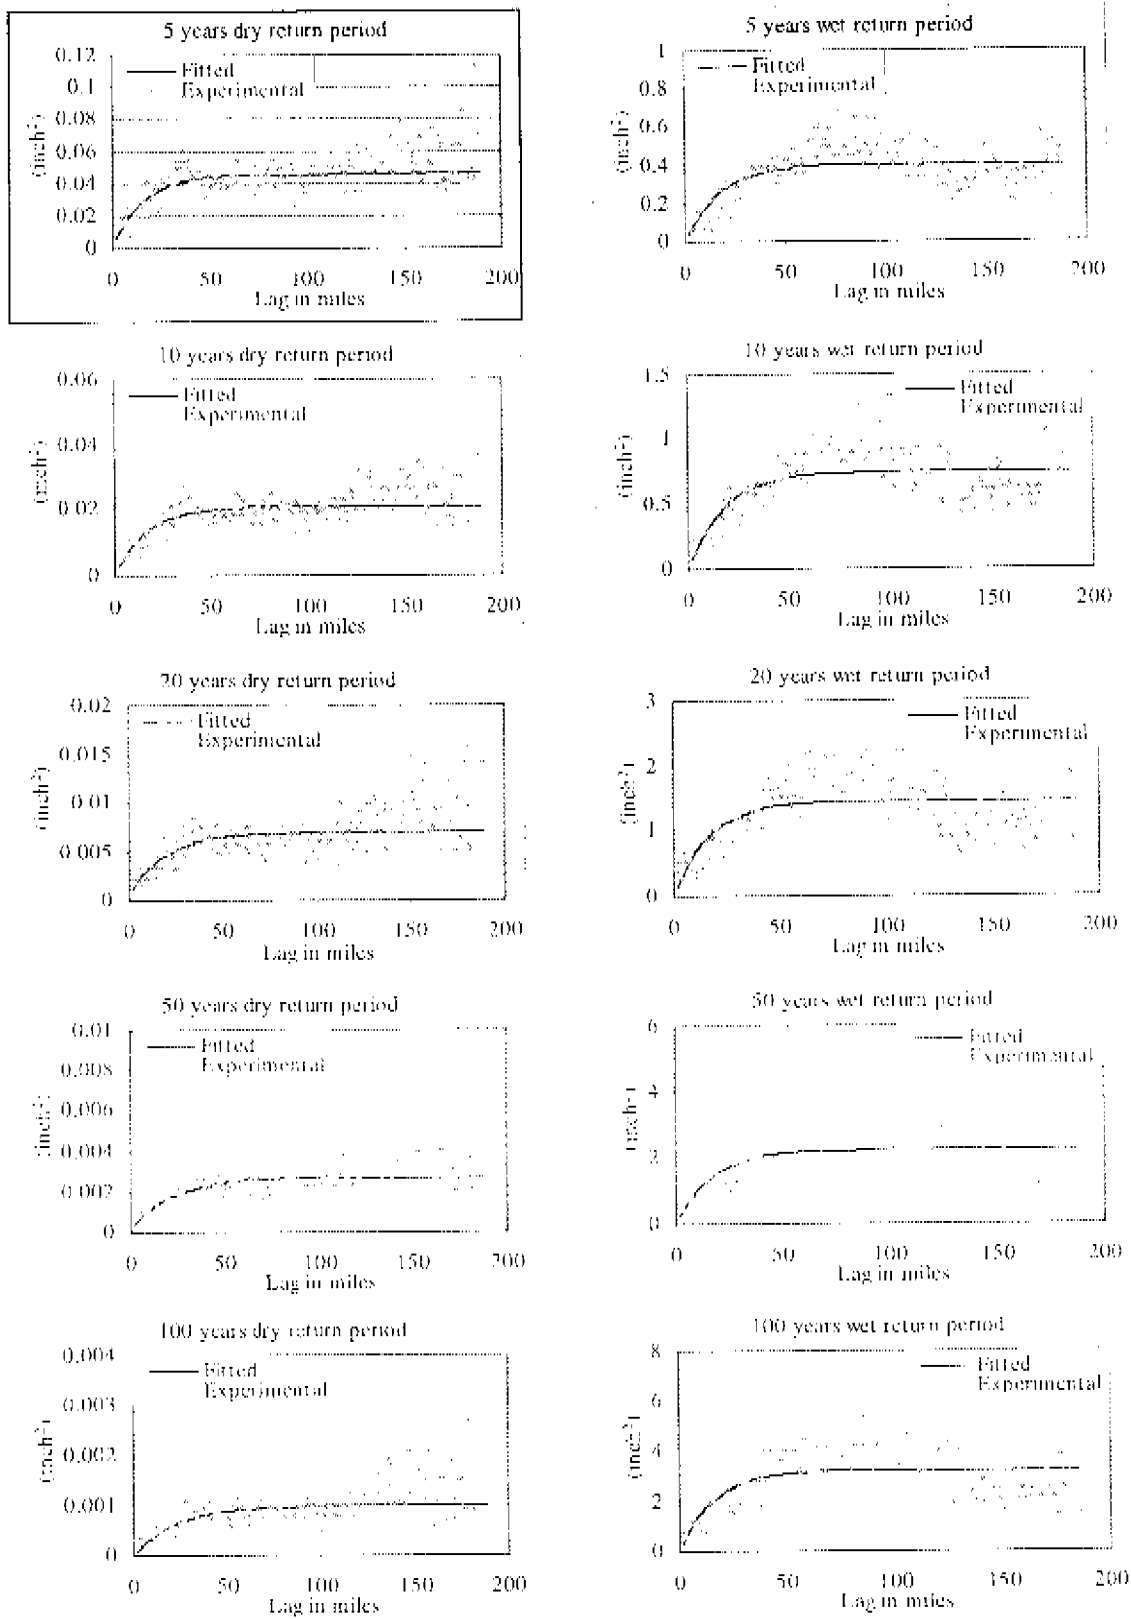 5 years dry return period
0.12
0.1
0.08
0.06
0.04
0.02
0
(inch²)
Fitted
Experimental
0 50 100 150 200
Lag in miles
5 years wet return period
1
0.8
0.6
0.4
0.2
0
(inch²)
Fitted
Experimental
0 50 100 150 200
Lag in miles
10 years dry return period
0.06
0.04
0.02
0
(inch²)
Fitted
Experimental
0 50 100 150 200
Lag in miles
10 years wet return period
1.5
1
0.5
0
(inch²)
Fitted
Experimental
0 50 100 150 200
Lag in miles
20 years dry return period
0.02
0.015
0.01
0.005
0
(inch²)
Fitted
Experimental
0 50 100 150 200
Lag in miles
20 years wet return period
3
2
1
0
(inch²)
Fitted
Experimental
0 50 100 150 200
Lag in miles
50 years dry return period
0.01
0.008
0.006
0.004
0.002
0
(inch²)
Fitted
Experimental
0 50 100 150 200
Lag in miles
50 years wet return period
6
4
2
0
(inch²)
Fitted
Experimental
0 50 100 150 200
Lag in miles
100 years dry return period
0.004
0.003
0.002
0.001
0
(inch²)
Fitted
Experimental
0 50 100 150 200
Lag in miles
100 years wet return period
8
6
4
2
0
(inch²)
Fitted
Experimental
0 50 100 150 200
Lag in miles